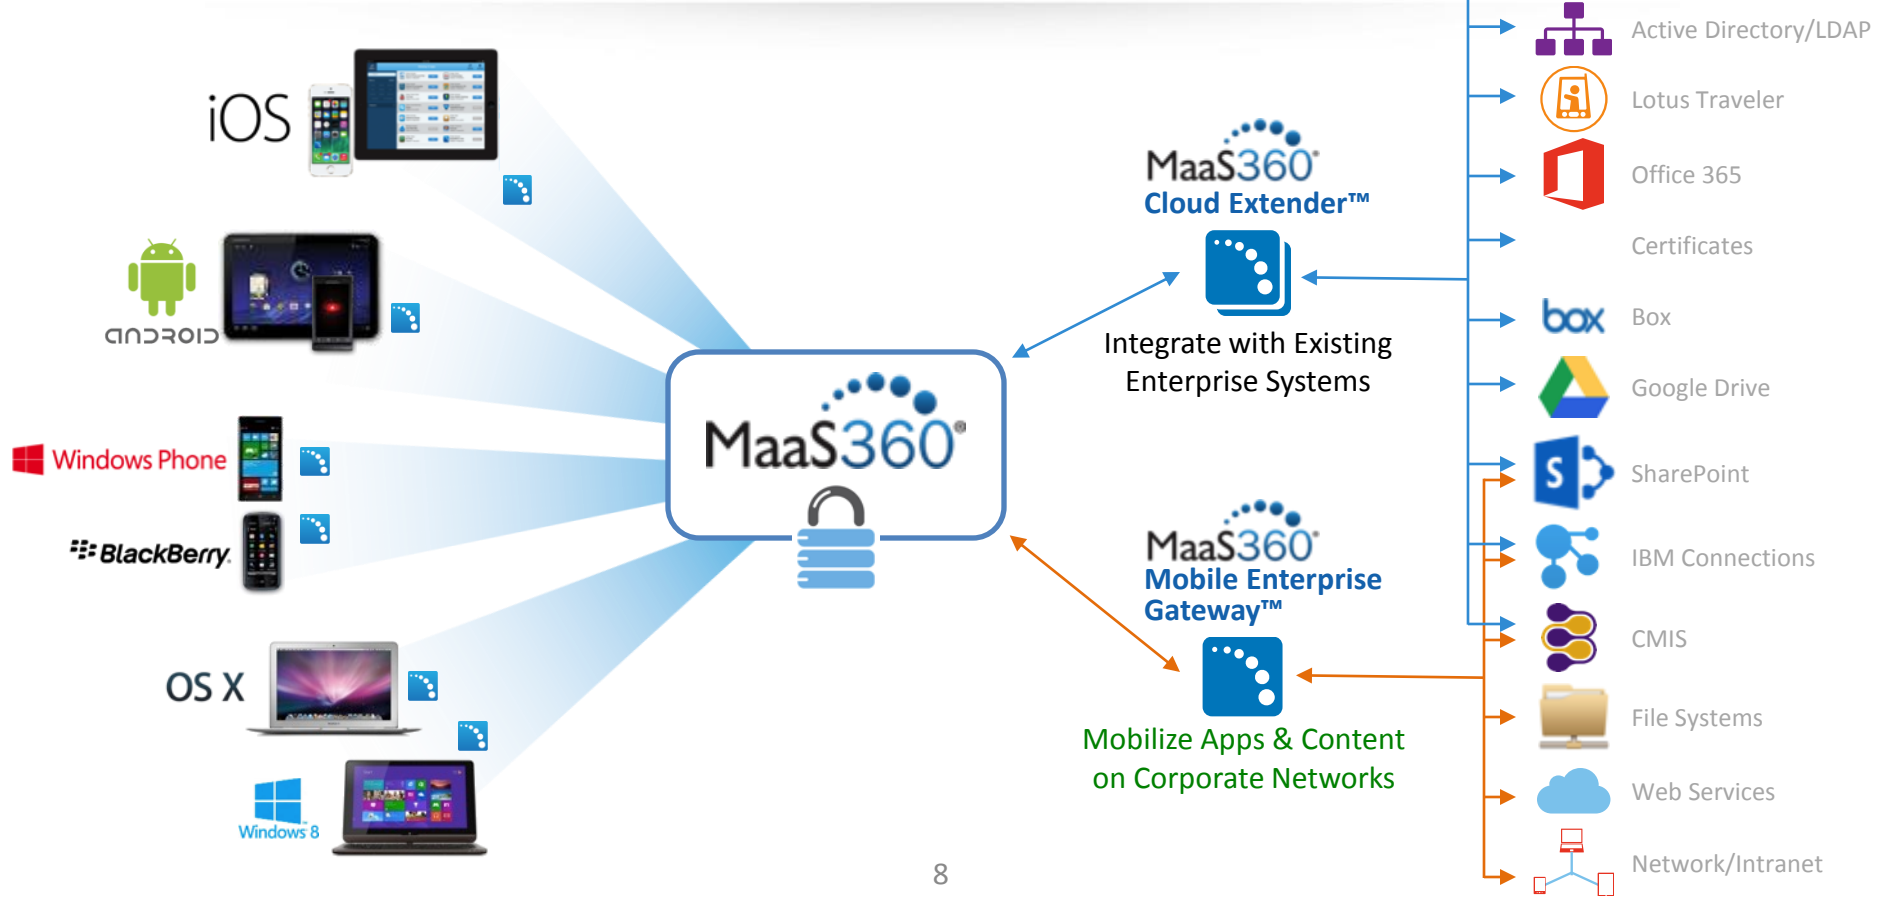 iOS
android
Windows Phone
BlackBerry.
OS X
Windows 8
MaaS360®
MaaS360®
Cloud Extender™
Integrate with Existing
Enterprise Systems
MaaS360®
Mobile Enterprise
Gateway™
Mobilize Apps & Content
on Corporate Networks
Active Directory/LDAP
Lotus Traveler
Office 365
Certificates
box
Box
Google Drive
S
SharePoint
IBM Connections
CMIS
File Systems
Web Services
Network/Intranet
8